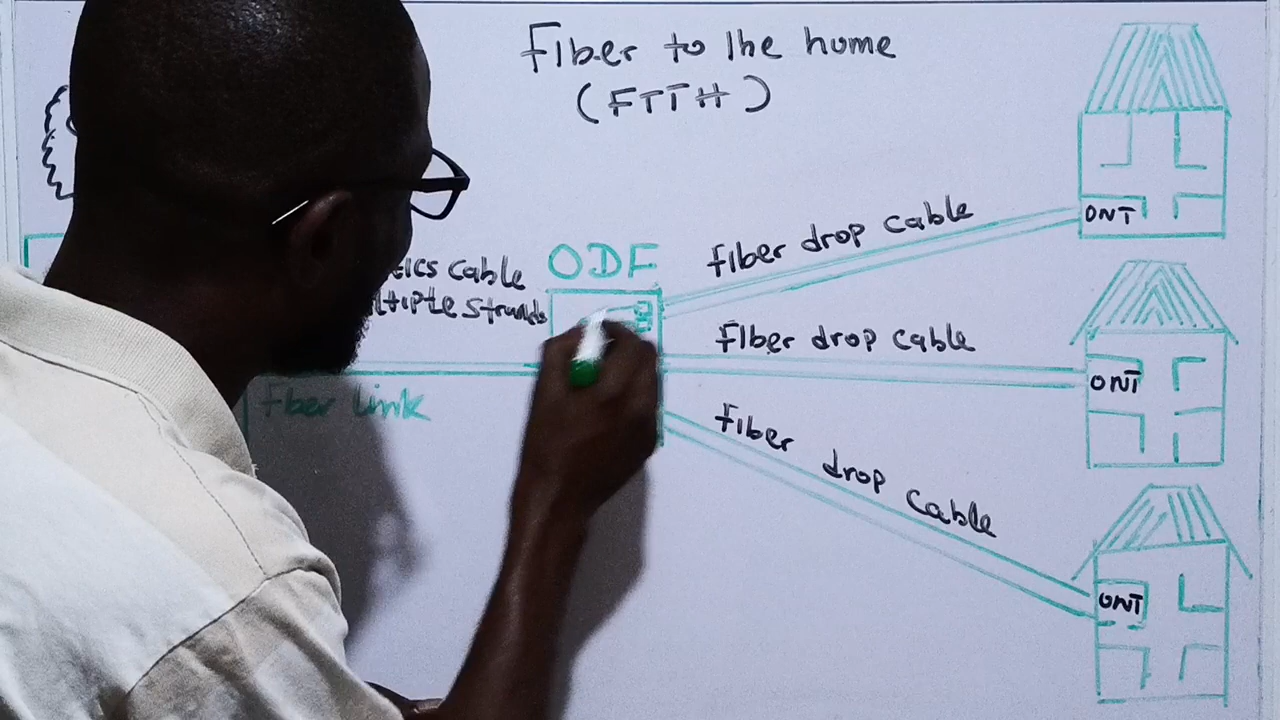 Fiber to the home
(FTTH)
ONT
fiber drop cable
ODF
cable
strands
Fiber drop cable
ONT
fiber link
Fiber drop cable
ONT